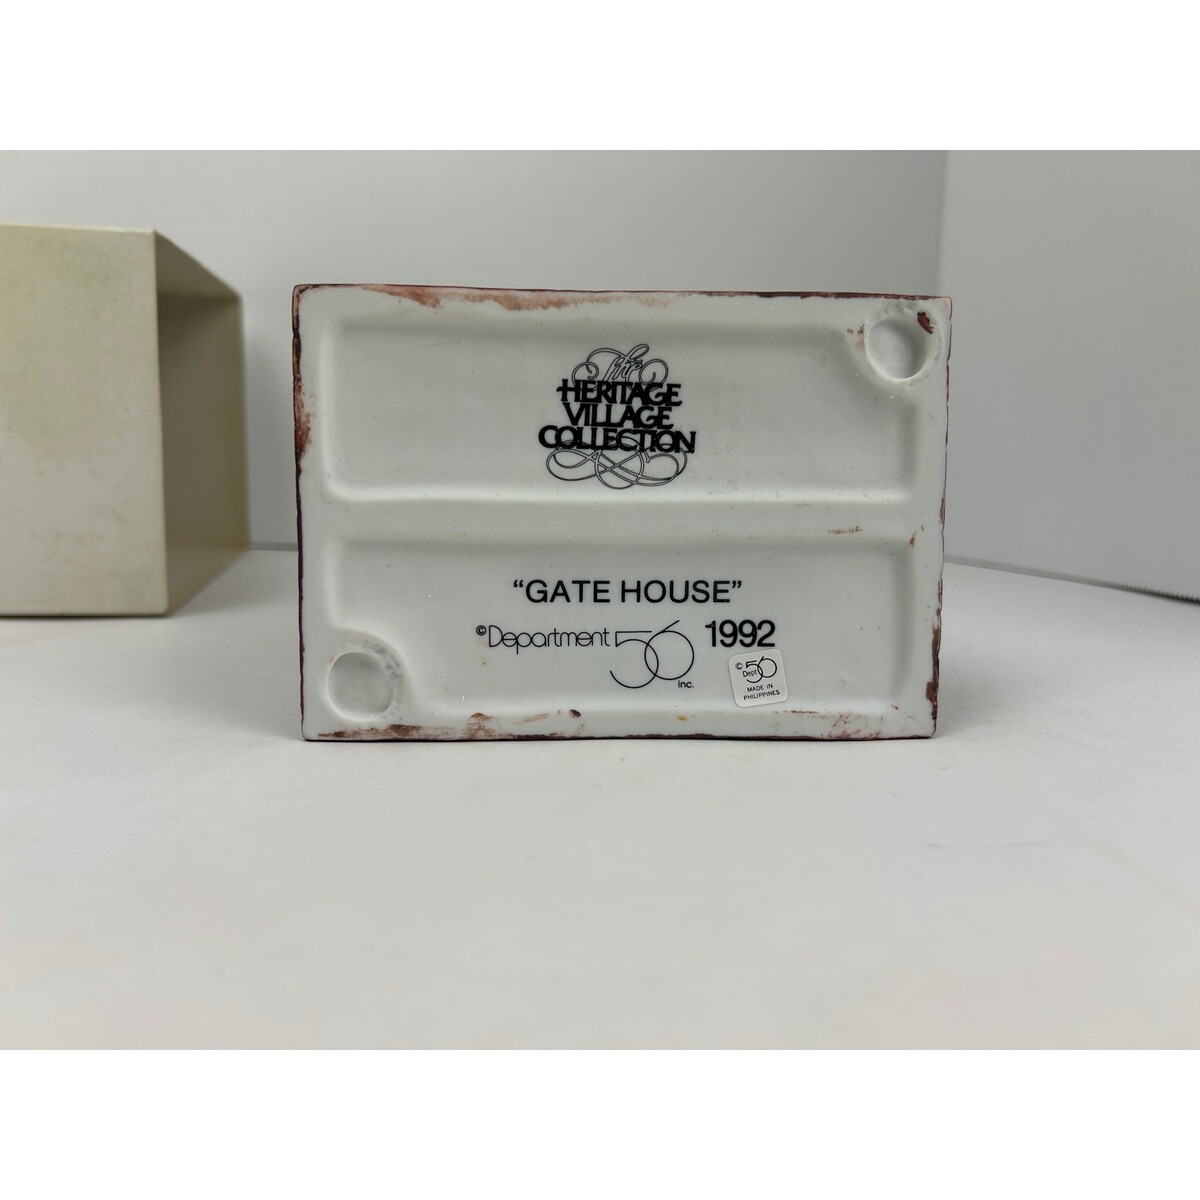 The
HERITAGE
VILLAGE
COLLECTION
“GATE HOUSE”
©Department 56 1992
inc.
© 56
Dept
MADE IN
PHILIPPINES